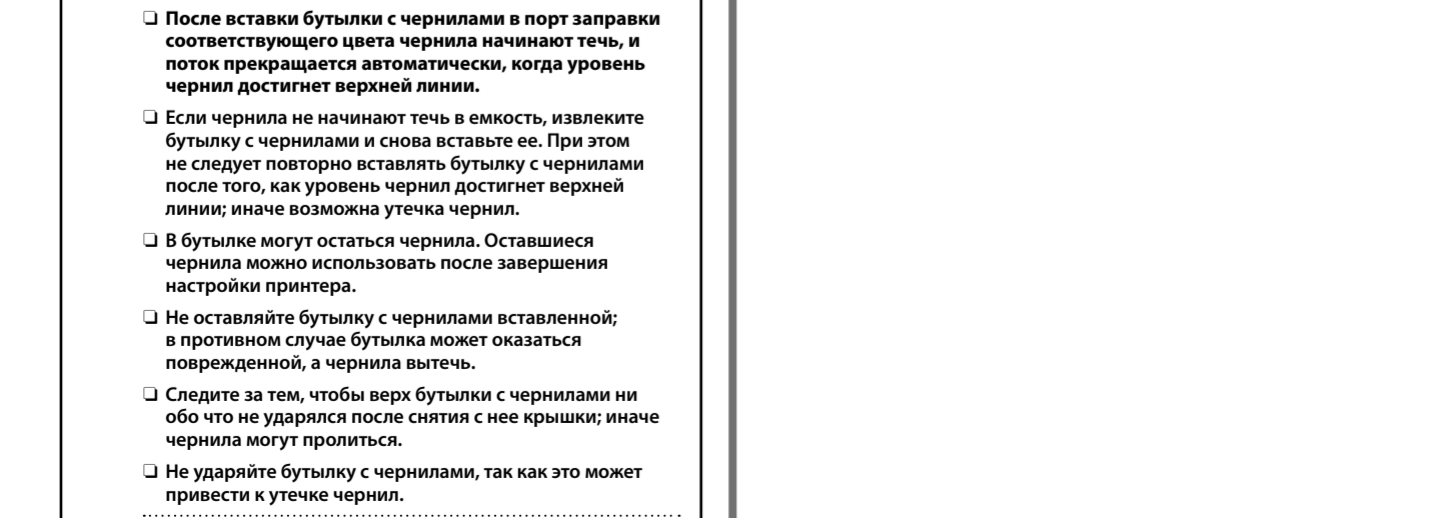 ❏ После вставки бутылки с чернилами в порт заправки
соответствующего цвета чернила начинают течь, и
поток прекращается автоматически, когда уровень
чернил достигнет верхней линии.
❏ Если чернила не начинают течь в емкость, извлеките
бутылку с чернилами и снова вставьте ее. При этом
не следует повторно вставлять бутылку с чернилами
после того, как уровень чернил достигнет верхней
линии; иначе возможна утечка чернил.
❏ В бутылке могут остаться чернила. Оставшиеся
чернила можно использовать после завершения
настройки принтера.
❏ Не оставляйте бутылку с чернилами вставленной;
в противном случае бутылка может оказаться
поврежденной, а чернила вытечь.
❏ Следите за тем, чтобы верх бутылки с чернилами ни
обо что не ударялся после снятия с нее крышки; иначе
чернила могут пролиться.
❏ Не ударяйте бутылку с чернилами, так как это может
привести к утечке чернил.